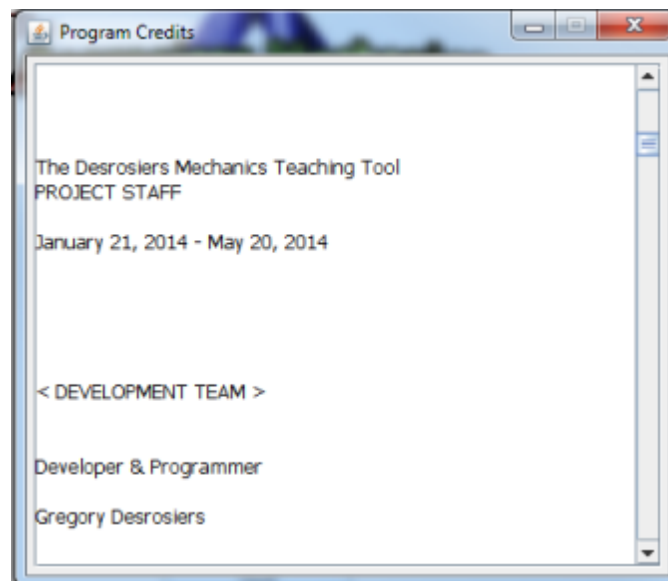 Program Credits
The Desrosiers Mechanics Teaching Tool
PROJECT STAFF
January 21, 2014 - May 20, 2014
< DEVELOPMENT TEAM >
Developer & Programmer
Gregory Desrosiers